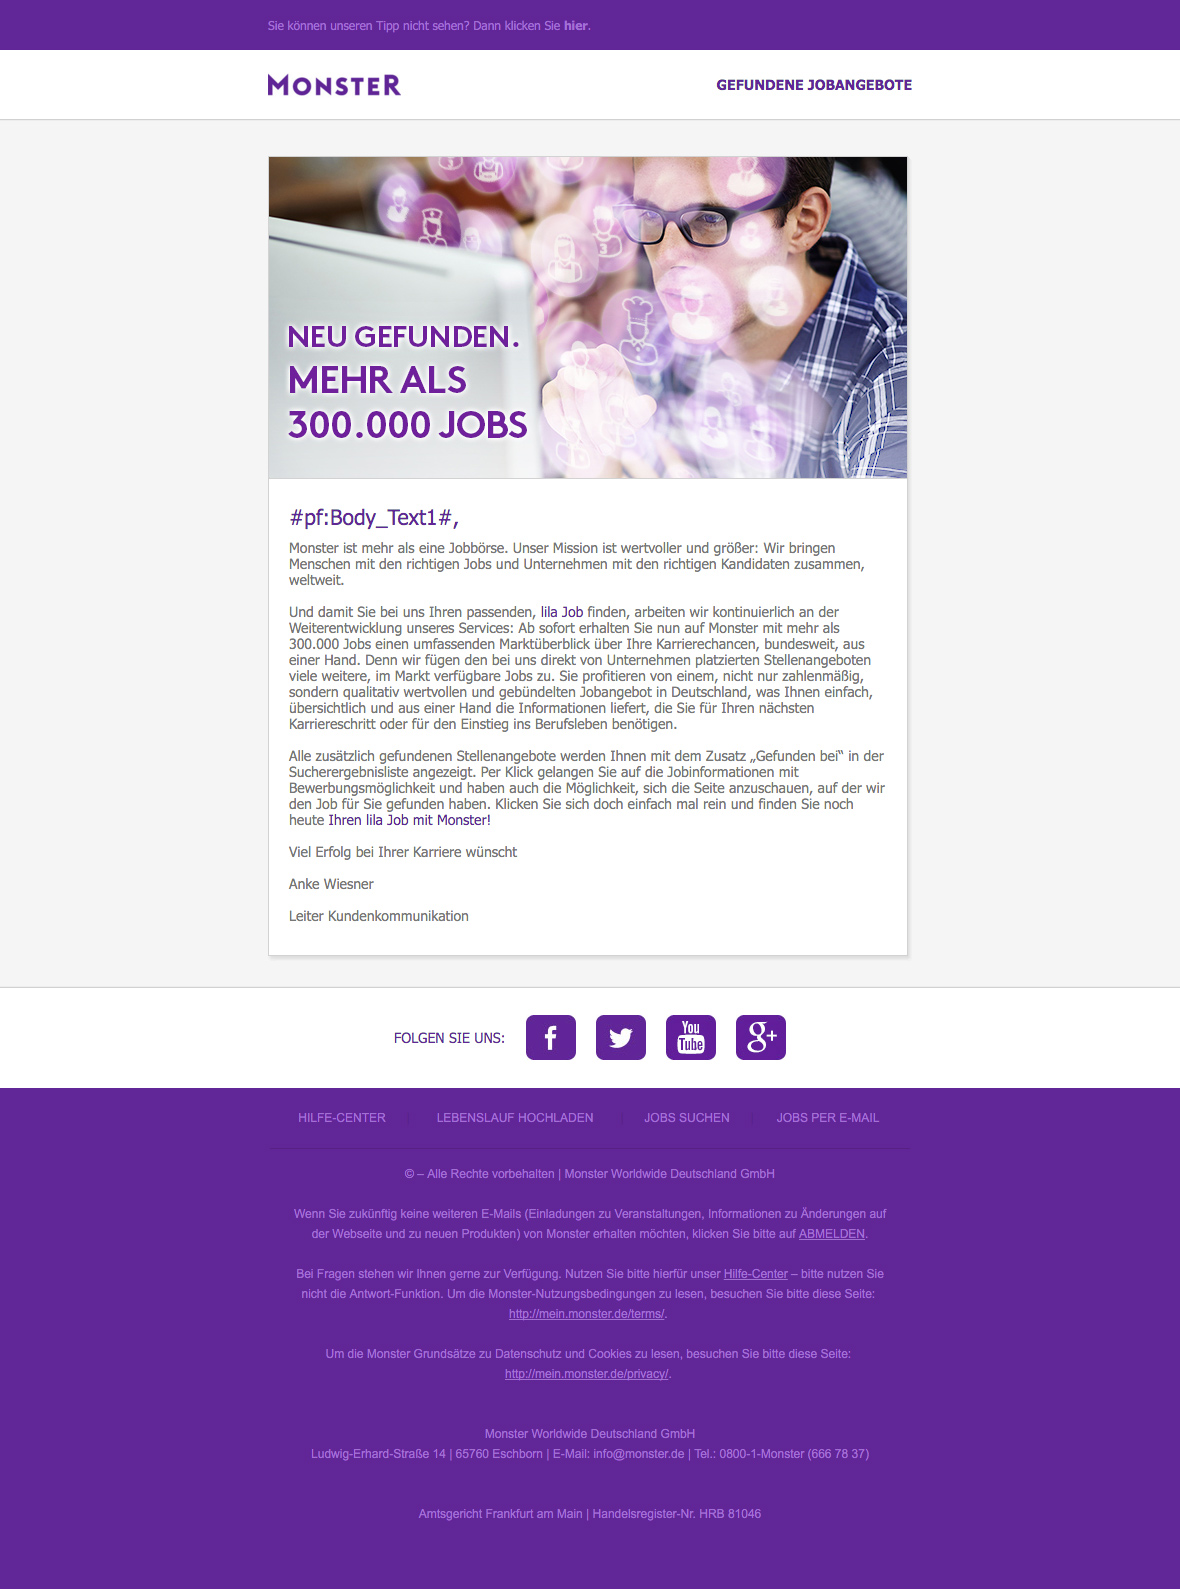 Sie können unseren Tipp nicht sehen? Dann klicken Sie hier.
MONSTER
GEFUNDENE JOBANGEBOTE
NEU GEFUNDEN.
MEHR ALS
300.000 JOBS
#pf:Body_Text1#,
Monster ist mehr als eine Jobbörse. Unser Mission ist wertvoller und größer: Wir bringen
Menschen mit den richtigen Jobs und Unternehmen mit den richtigen Kandidaten zusammen,
weltweit.
Und damit Sie bei uns Ihren passenden, lila Job finden, arbeiten wir kontinuierlich an der
Weiterentwicklung unseres Services: Ab sofort erhalten Sie nun auf Monster mit mehr als
300.000 Jobs einen umfassenden Marktüberblick über Ihre Karrierechancen, bundesweit, aus
einer Hand. Denn wir fügen den bei uns direkt von Unternehmen platzierten Stellenangeboten
viele weitere, im Markt verfügbare Jobs zu. Sie profitieren von einem, nicht nur zahlenmäßig,
sondern qualitativ wertvollen und gebündelten Jobangebot in Deutschland, was Ihnen einfach,
übersichtlich und aus einer Hand die Informationen liefert, die Sie für Ihren nächsten
Karriereschritt oder für den Einstieg ins Berufsleben benötigen.
Alle zusätzlich gefundenen Stellenangebote werden Ihnen mit dem Zusatz „Gefunden bei“ in der
Sucherergebnisliste angezeigt. Per Klick gelangen Sie auf die Jobinformationen mit
Bewerbungsmöglichkeit und haben auch die Möglichkeit, sich die Seite anzuschauen, auf der wir
den Job für Sie gefunden haben. Klicken Sie sich doch einfach mal rein und finden Sie noch
heute Ihren lila Job mit Monster!
Viel Erfolg bei Ihrer Karriere wünscht
Anke Wiesner
Leiter Kundenkommunikation
FOLGEN SIE UNS:
f
You
Tube
g+
HILFE-CENTER | LEBENSLAUF HOCHLADEN | JOBS SUCHEN | JOBS PER E-MAIL
© – Alle Rechte vorbehalten | Monster Worldwide Deutschland GmbH
Wenn Sie zukünftig keine weiteren E-Mails (Einladungen zu Veranstaltungen, Informationen zu Änderungen auf
der Webseite und zu neuen Produkten) von Monster erhalten möchten, klicken Sie bitte auf ABMELDEN.
Bei Fragen stehen wir Ihnen gerne zur Verfügung. Nutzen Sie bitte hierfür unser Hilfe-Center – bitte nutzen Sie
nicht die Antwort-Funktion. Um die Monster-Nutzungsbedingungen zu lesen, besuchen Sie bitte diese Seite:
http://mein.monster.de/terms/.
Um die Monster Grundsätze zu Datenschutz und Cookies zu lesen, besuchen Sie bitte diese Seite:
http://mein.monster.de/privacy/.
Monster Worldwide Deutschland GmbH
Ludwig-Erhard-Straße 14 | 65760 Eschborn | E-Mail: info@monster.de | Tel.: 0800-1-Monster (666 78 37)
Amtsgericht Frankfurt am Main | Handelsregister-Nr. HRB 81046